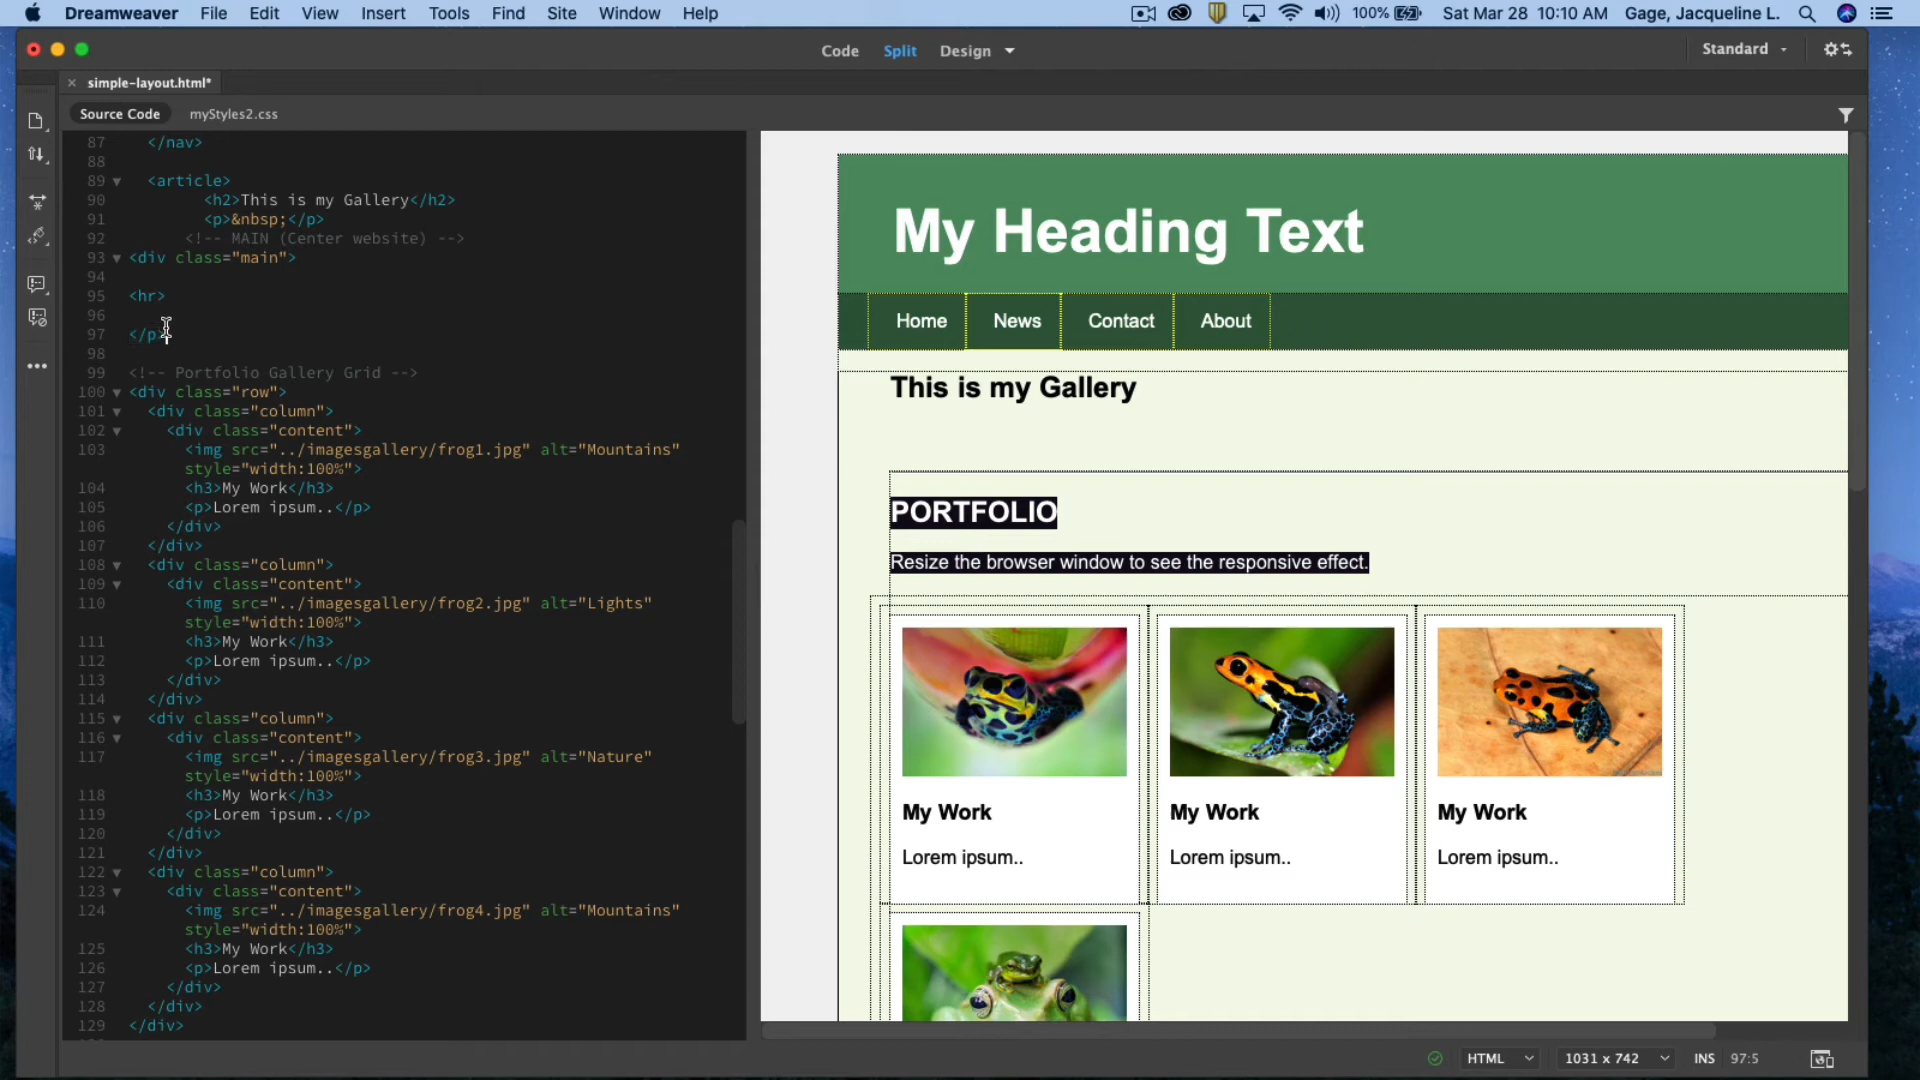 Dreamweaver File Edit View Insert Commands Tools Find Site Window Help
100%
Sat Mar 28 10:10 AM Gage, Jacqueline L.
Code Split Design
Standard
simple-layout.html*
Source Code myStyles2.css
87 </nav>
88
89 <article>
90 <h2>This is my Gallery</h2>
91 <p>&nbsp;</p>
92 <!-- MAIN (Center website) -->
93 <div class="main">
94
95 <hr>
96
97 </p>
98
99 <!-- Portfolio Gallery Grid -->
100 <div class="row">
101 <div class="column">
102 <div class="content">
103 <img src="../imagesgallery/frog1.jpg" alt="Mountains"
style="width:100%">
104 <h3>My Work</h3>
105 <p>Lorem ipsum..</p>
106 </div>
107 </div>
108 <div class="column">
109 <div class="content">
110 <img src="../imagesgallery/frog2.jpg" alt="Lights"
style="width:100%">
111 <h3>My Work</h3>
112 <p>Lorem ipsum..</p>
113 </div>
114 </div>
115 <div class="column">
116 <div class="content">
117 <img src="../imagesgallery/frog3.jpg" alt="Nature"
style="width:100%">
118 <h3>My Work</h3>
119 <p>Lorem ipsum..</p>
120 </div>
121 </div>
122 <div class="column">
123 <div class="content">
124 <img src="../imagesgallery/frog4.jpg" alt="Mountains"
style="width:100%">
125 <h3>My Work</h3>
126 <p>Lorem ipsum..</p>
127 </div>
128 </div>
129 </div>
My Heading Text
Home News Contact About
This is my Gallery
PORTFOLIO
Resize the browser window to see the responsive effect.
My Work My Work My Work
Lorem ipsum.. Lorem ipsum.. Lorem ipsum..
HTML 1031 x 742 INS 97:5